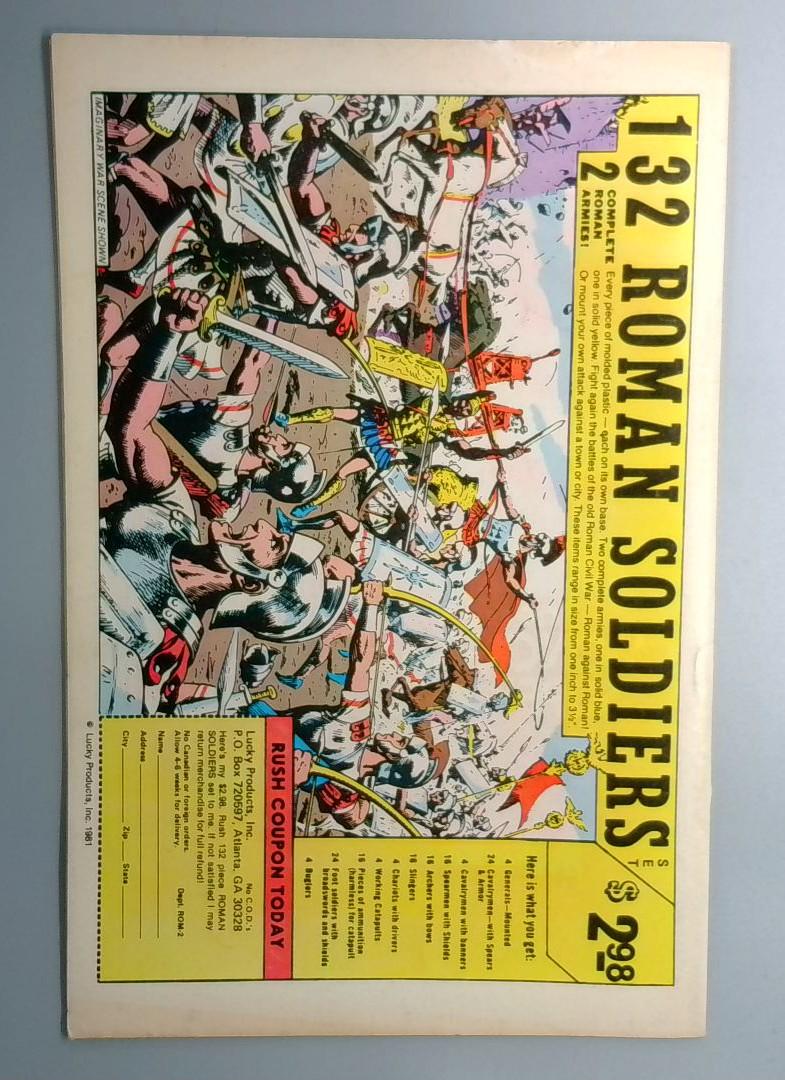 132 ROMAN SOLDIERS
SET
$2.98
2 COMPLETE ROMAN ARMIES!
Every piece of molded plastic — each on its own base. Two complete armies, one in solid blue,
one in solid yellow. Fight again the battles of the old Roman Civil War — Roman against Roman!
Or mount your own attack against a town or city. These items range in size from one inch to 3½"
Here is what you get:
4 Generals—Mounted
24 Cavalrymen—with Spears
& Armor
4 Cavalrymen with banners
16 Spearmen with Shields
16 Archers with bows
16 Slingers
4 Chariots with drivers
4 Working Catapults
16 Pieces of ammunition
(harmless) for catapult
24 Foot soldiers with
broadswords and shields
4 Buglers
RUSH COUPON TODAY
Lucky Products, Inc. No C.O.D.'s
P.O. Box 720597, Atlanta, GA 30328
Here's my $2.98. Rush 132 piece ROMAN
SOLDIERS set to me. If not satisfied I may
return merchandise for full refund!
No Canadian or foreign orders.
Allow 4-6 weeks for delivery. Dept. ROM-2
Name
Address
City Zip State
IMAGINARY WAR SCENE SHOWN
© Lucky Products, Inc. 1981